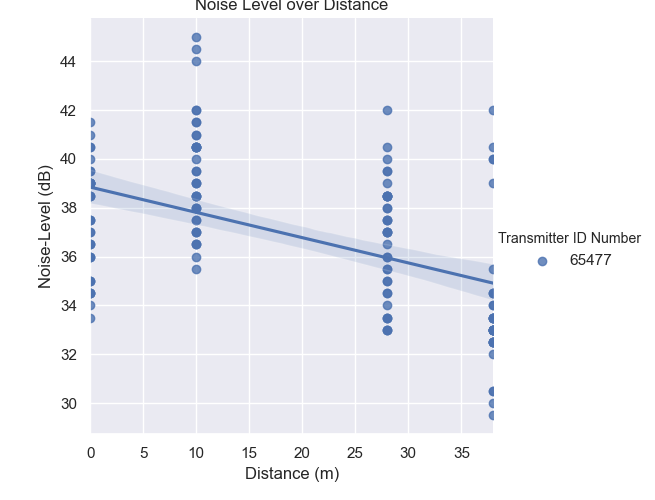 Noise Level over Distance
Noise-Level (dB)
44
42
40
38
36
34
32
30
0 5 10 15 20 25 30 35
Distance (m)
Transmitter ID Number
65477